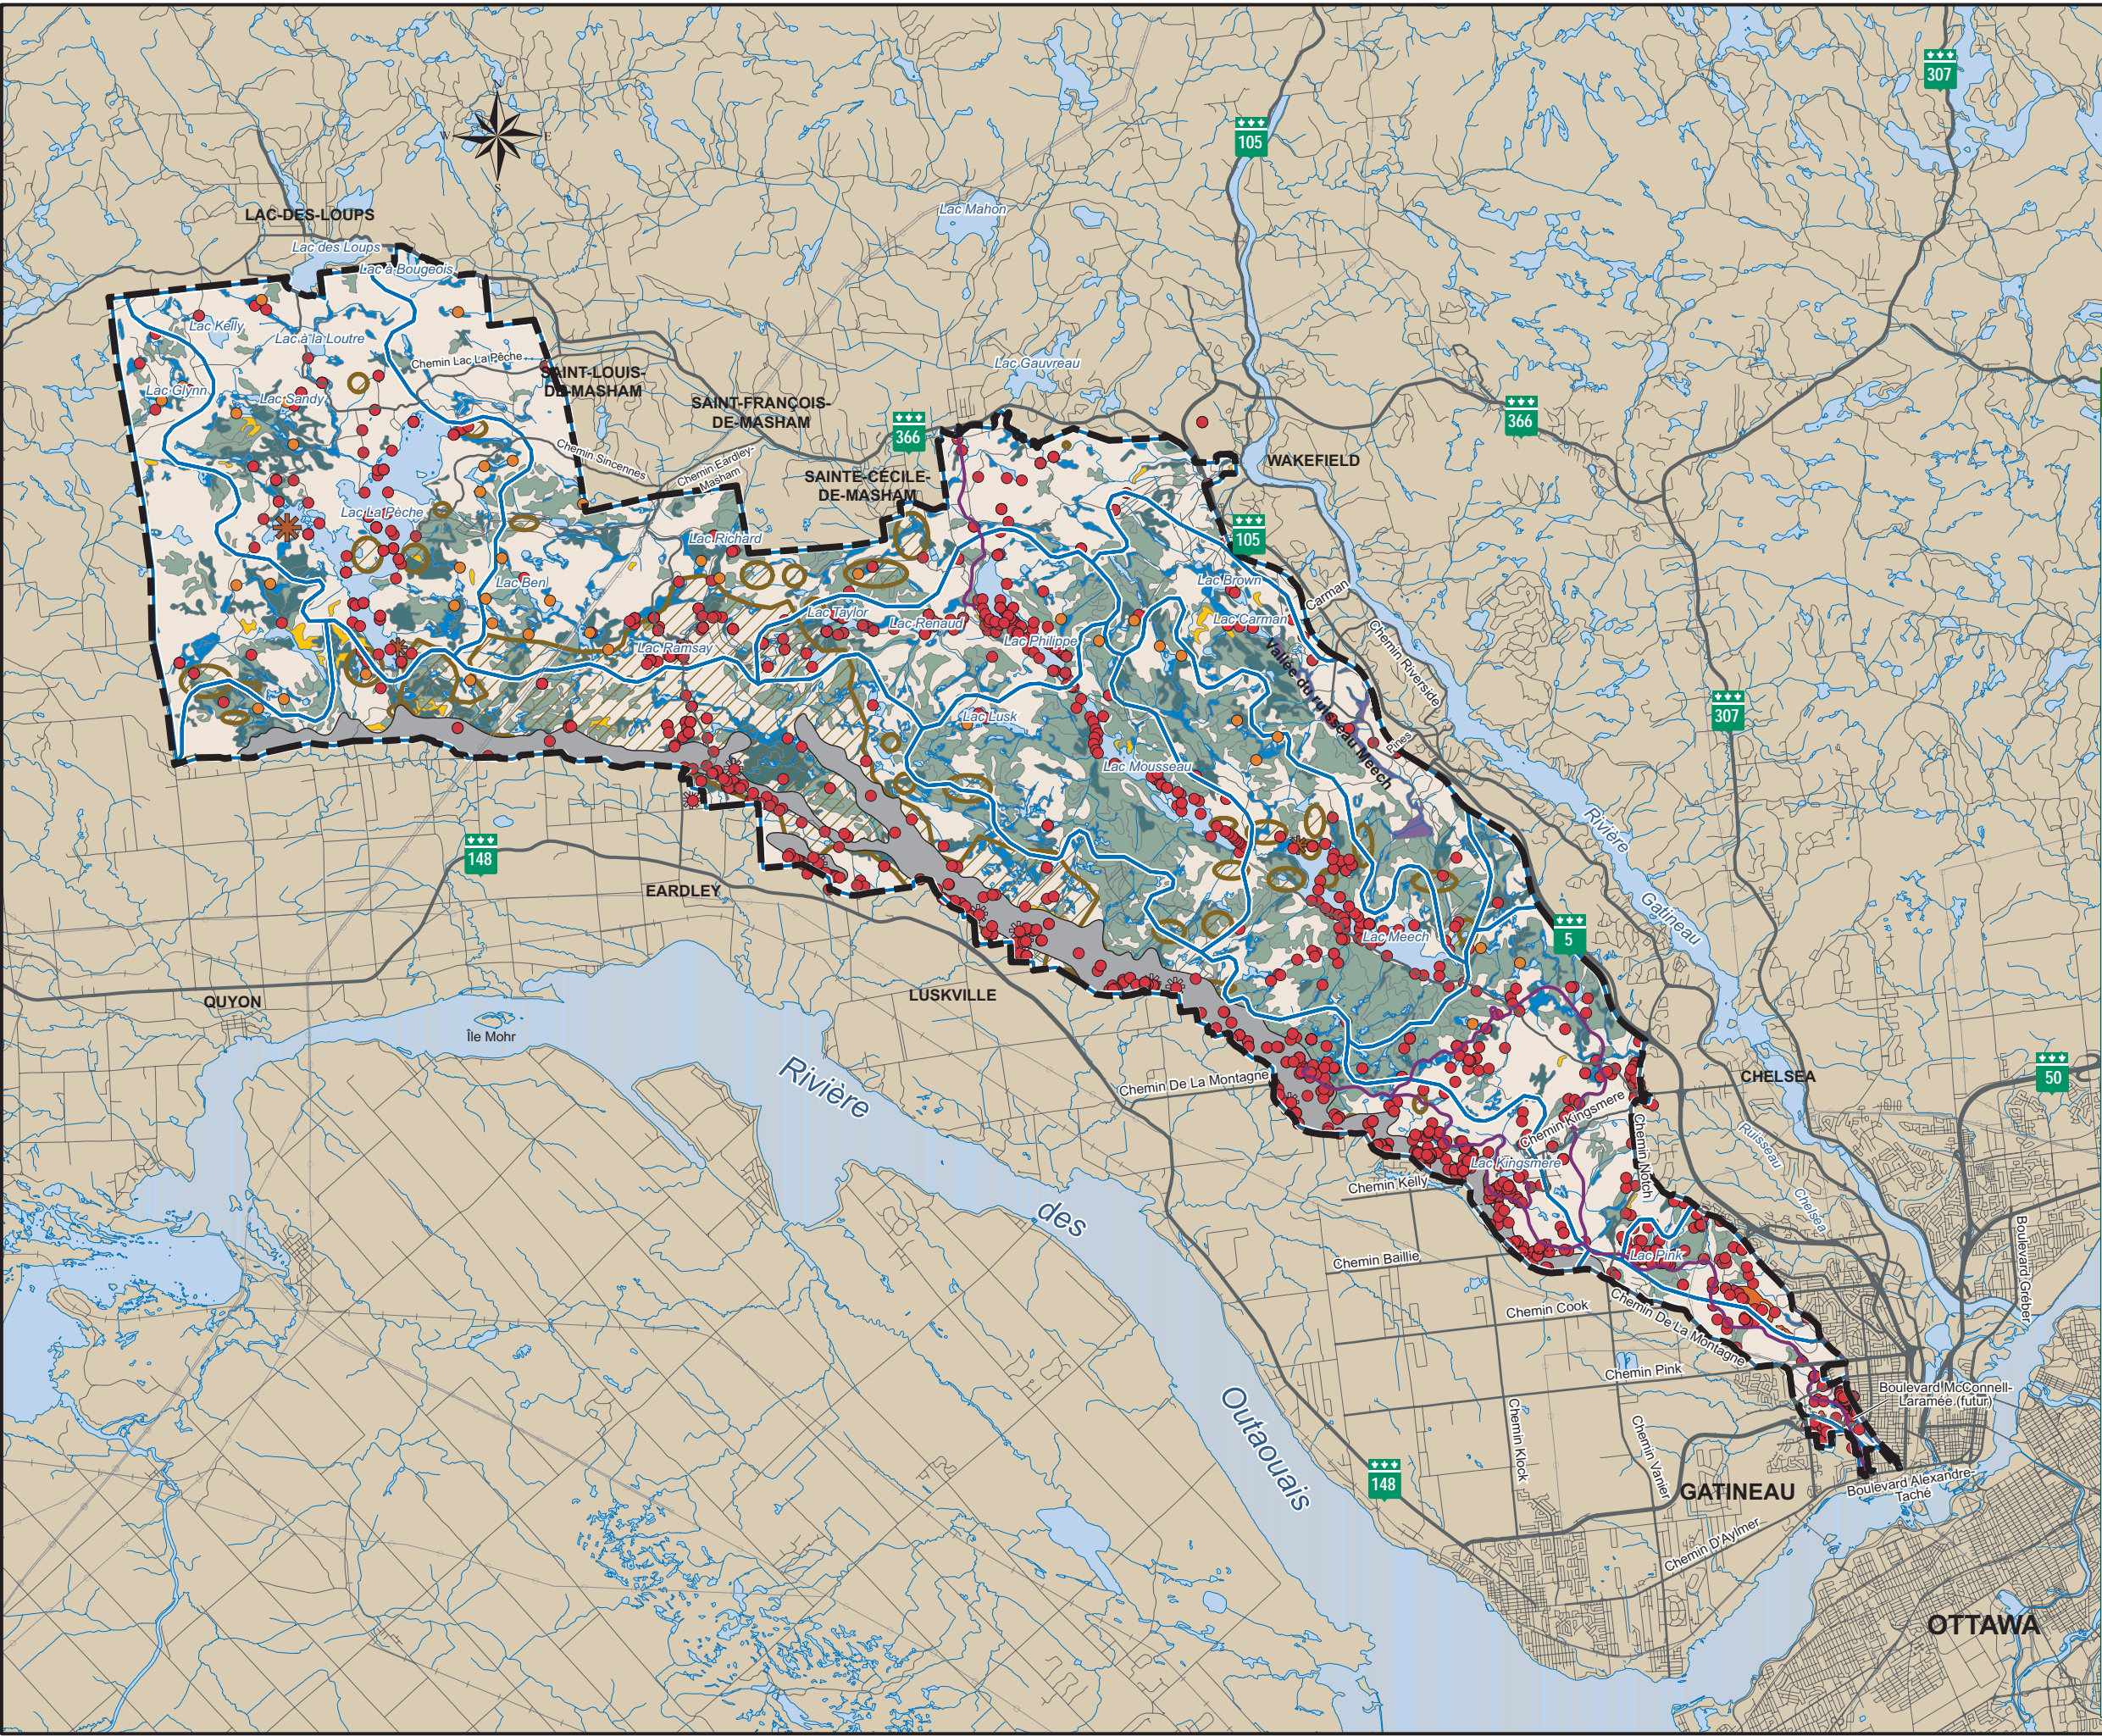 307
105
N
W
E
S
LAC-DES-LOUPS
Lac Mahon
Lac des Loups
Lac à Bougeois
Lac Kelly
Lac à la Loutre
Chemin Lac La Pêche
Lac Gauvreau
SAINT-LOUIS-
DE-MASHAM
Lac Glynn
Lac Sandy
SAINT-FRANÇOIS-
DE-MASHAM
366
366
Chemin Sincennes
Chemin Eardley-
Masham
WAKEFIELD
SAINTE-CÉCILE-
DE-MASHAM
Lac La Pêche
105
Lac Richard
Lac Ben
Lac Brown
Carman
Lac Taylor
Lac Renaud
Lac Carman
Lac Philippe
Lac Ramsay
Chemin Riverside
Vallée du ruisseau Meech
307
Lac Lusk
Pines
Lac Mousseau
Rivière
Gatineau
148
EARDLEY
Lac Meech
5
QUYON
LUSKVILLE
Île Mohr
Rivière
des
Outaouais
Chemin De La Montagne
CHELSEA
50
Chemin Kingsmere
Chemin Notch
Ruisseau
Chelsea
Lac Kingsmere
Chemin Kelly
Boulevard Gréber
Chemin Baillie
Lac Pink
Chemin Cook
Chemin De La Montagne
Chemin Pink
Boulevard McConnell-
Laramée (futur)
Chemin Klock
Chemin Vanier
148
GATINEAU
Boulevard Alexandre-
Taché
Chemin D'Aylmer
OTTAWA